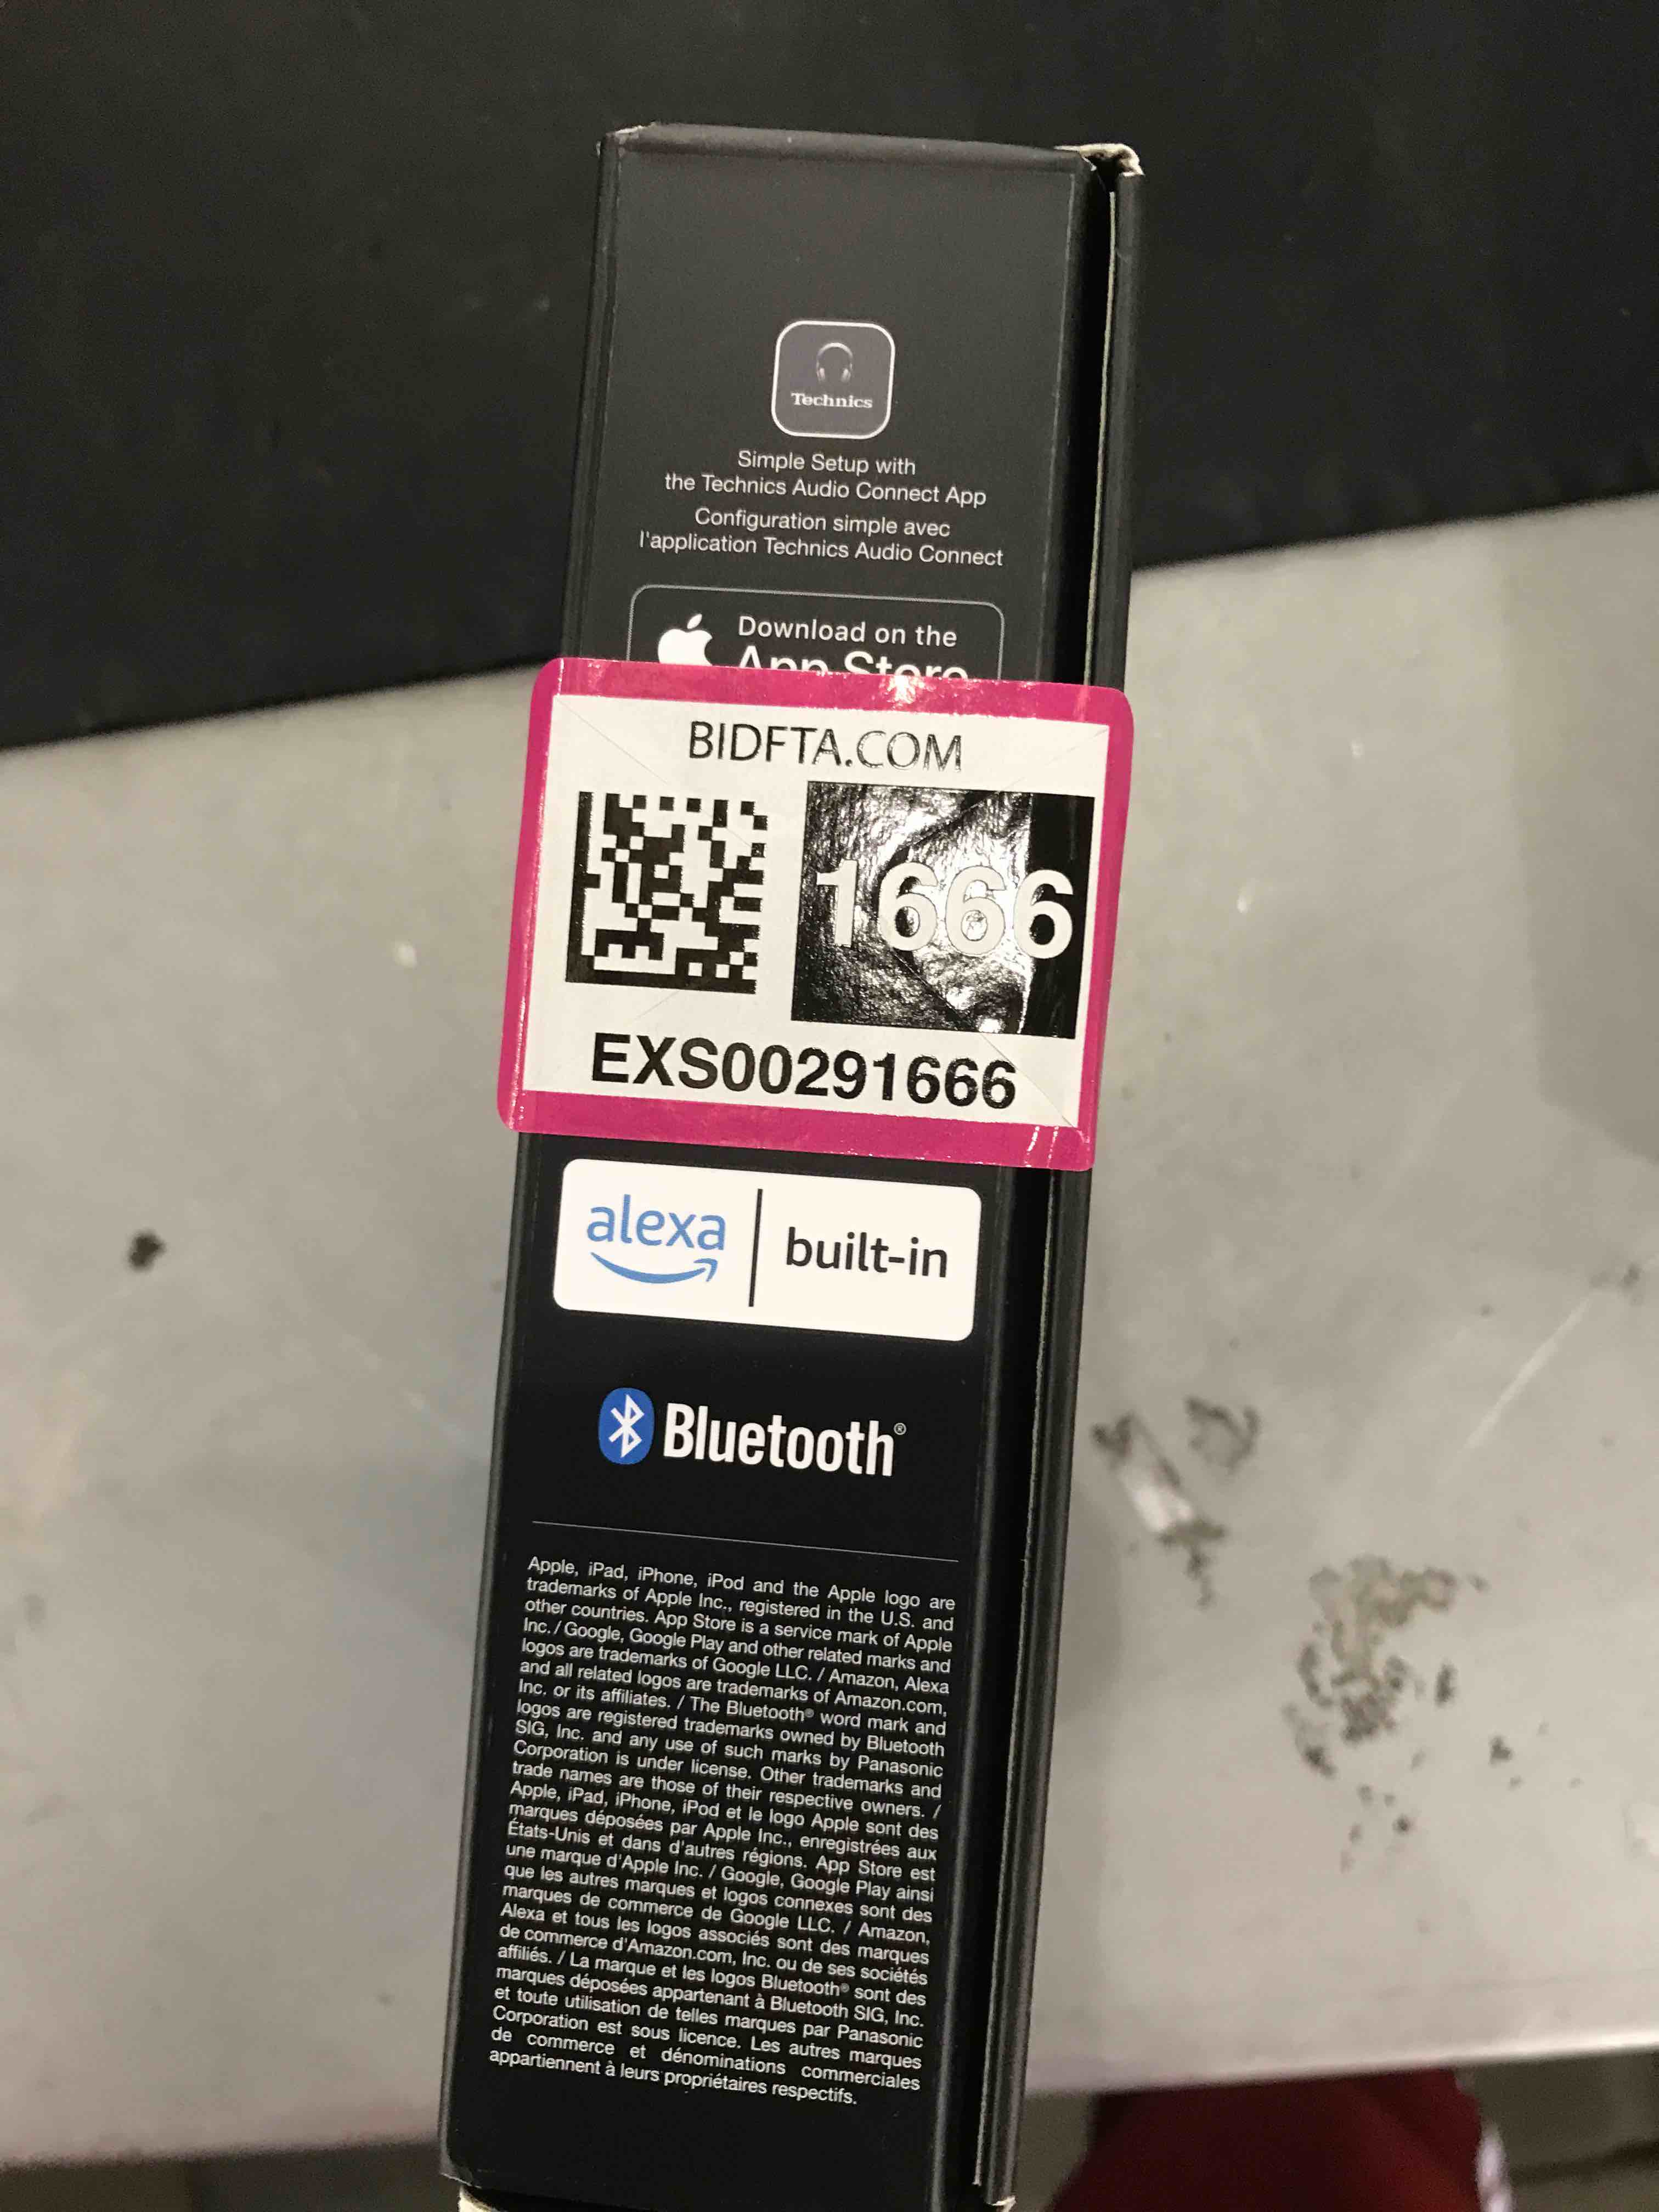 Technics
Simple Setup with
the Technics Audio Connect App
Configuration simple avec
l'application Technics Audio Connect
Download on the
App Store
BIDFTA.COM
1666
EXS00291666
alexa
built-in
Bluetooth®
Apple, iPad, iPhone, iPod and the Apple logo are
trademarks of Apple Inc., registered in the U.S. and
other countries. App Store is a service mark of Apple
Inc. / Google, Google Play and other related marks and
logos are trademarks of Google LLC. / Amazon, Alexa
and all related logos are trademarks of Amazon.com,
Inc. or its affiliates. / The Bluetooth® word mark and
logos are registered trademarks owned by Bluetooth
SIG, Inc. and any use of such marks by Panasonic
Corporation is under license. Other trademarks and
trade names are those of their respective owners. /
Apple, iPad, iPhone, iPod et le logo Apple sont des
marques déposées par Apple Inc., enregistrées aux
États-Unis et dans d'autres régions. App Store est
une marque d'Apple Inc. / Google, Google Play ainsi
que les autres marques et logos connexes sont des
marques de commerce de Google LLC. / Amazon,
Alexa et tous les logos associés sont des marques
de commerce d'Amazon.com, Inc. ou de ses sociétés
affiliés. / La marque et les logos Bluetooth® sont des
marques déposées appartenant à Bluetooth SIG, Inc.
et toute utilisation de telles marques par Panasonic
Corporation est sous licence. Les autres marques
de commerce et dénominations commerciales
appartiennent à leurs propriétaires respectifs.